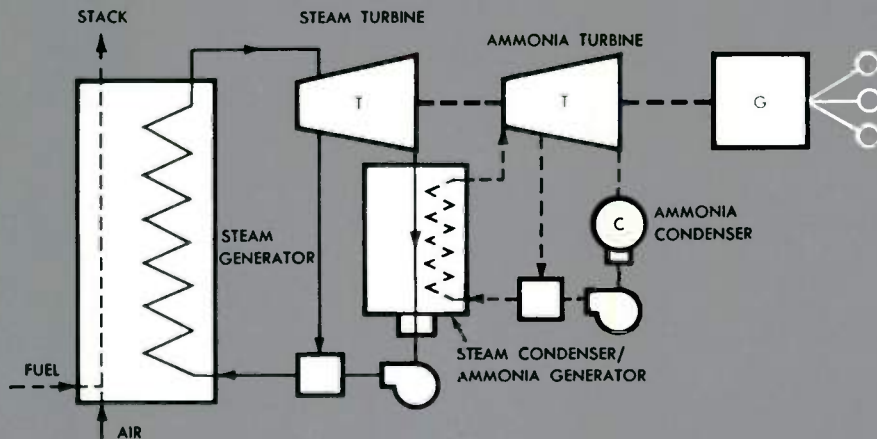 STACK
STEAM TURBINE
AMMONIA TURBINE
T
T
G
STEAM
GENERATOR
C
AMMONIA
CONDENSER
STEAM CONDENSER/
AMMONIA GENERATOR
FUEL
AIR